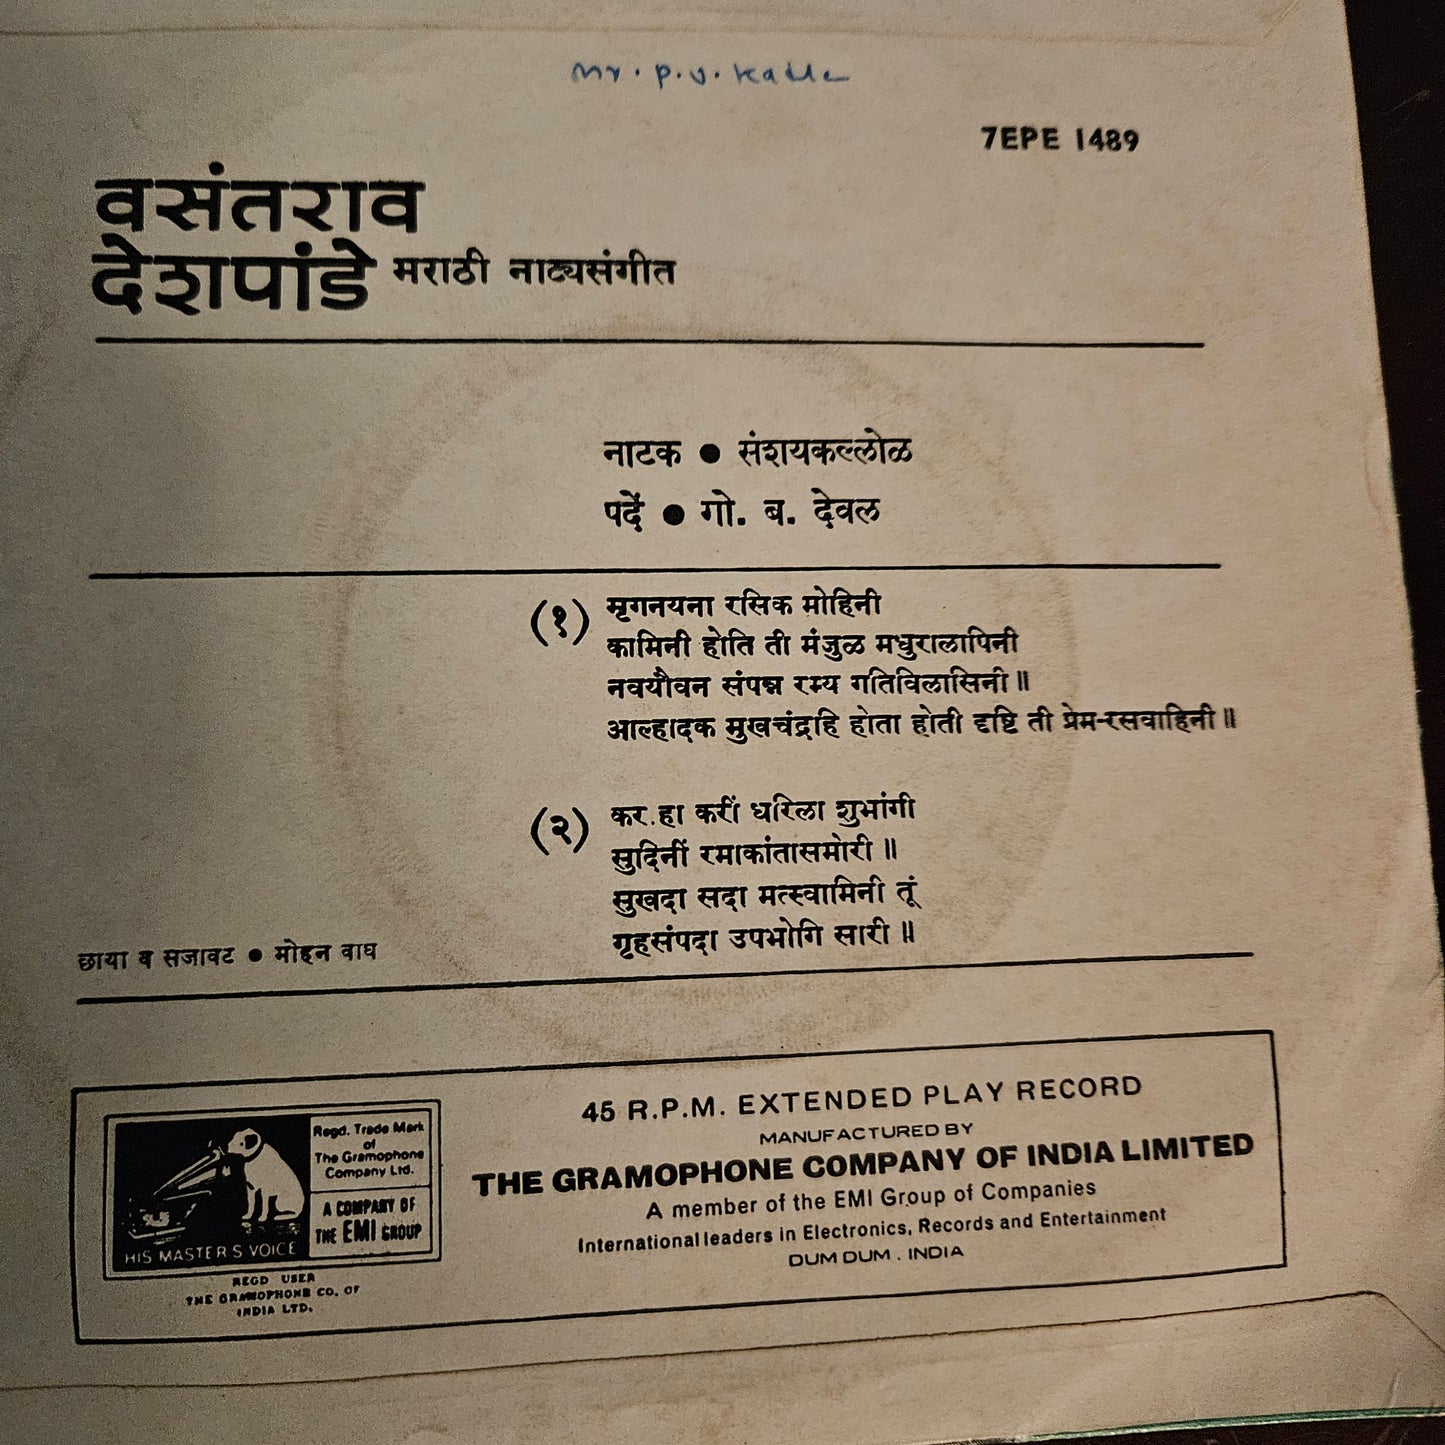 Mr. P. V. Kaule
7EPE 1489
वसंतराव
देशपांडे मराठी नाट्यसंगीत
नाटक ● संशयकल्लोळ
पदें ● गो. ब. देवल
(१) मृगनयना रसिक मोहिनी
कामिनी होति ती मंजुळ मधुरालापिनी
नवयौवन संपन्न रम्य गतिविलासिनी॥
आल्हादक मुखचंद्रहि होता होती दृष्टि ती प्रेम-रसवाहिनी॥
(२) कर हा करीं धरिला शुभांगी
सुदिनीं रमाकांतासमोरी॥
सुखदा सदा मत्स्वामिनी तूं
गृहसंपदा उपभोगि सारी॥
छाया व सजावट ● मोहन वाघ
45 R.P.M. EXTENDED PLAY RECORD
MANUFACTURED BY
THE GRAMOPHONE COMPANY OF INDIA LIMITED
A member of the EMI Group of Companies
International leaders in Electronics, Records and Entertainment
DUM DUM . INDIA
Regd. Trade Mark
of
The Gramophone
Company Ltd.
A COMPANY OF
THE EMI GROUP
HIS MASTER'S VOICE
REGD USER
THE GRAMOPHONE CO. OF
INDIA LTD.